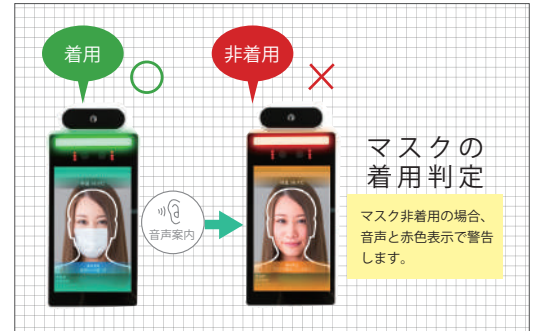 着用
非着用
音声案内
マスクの
着用判定
マスク非着用の場合、
音声と赤色表示で警告
します。